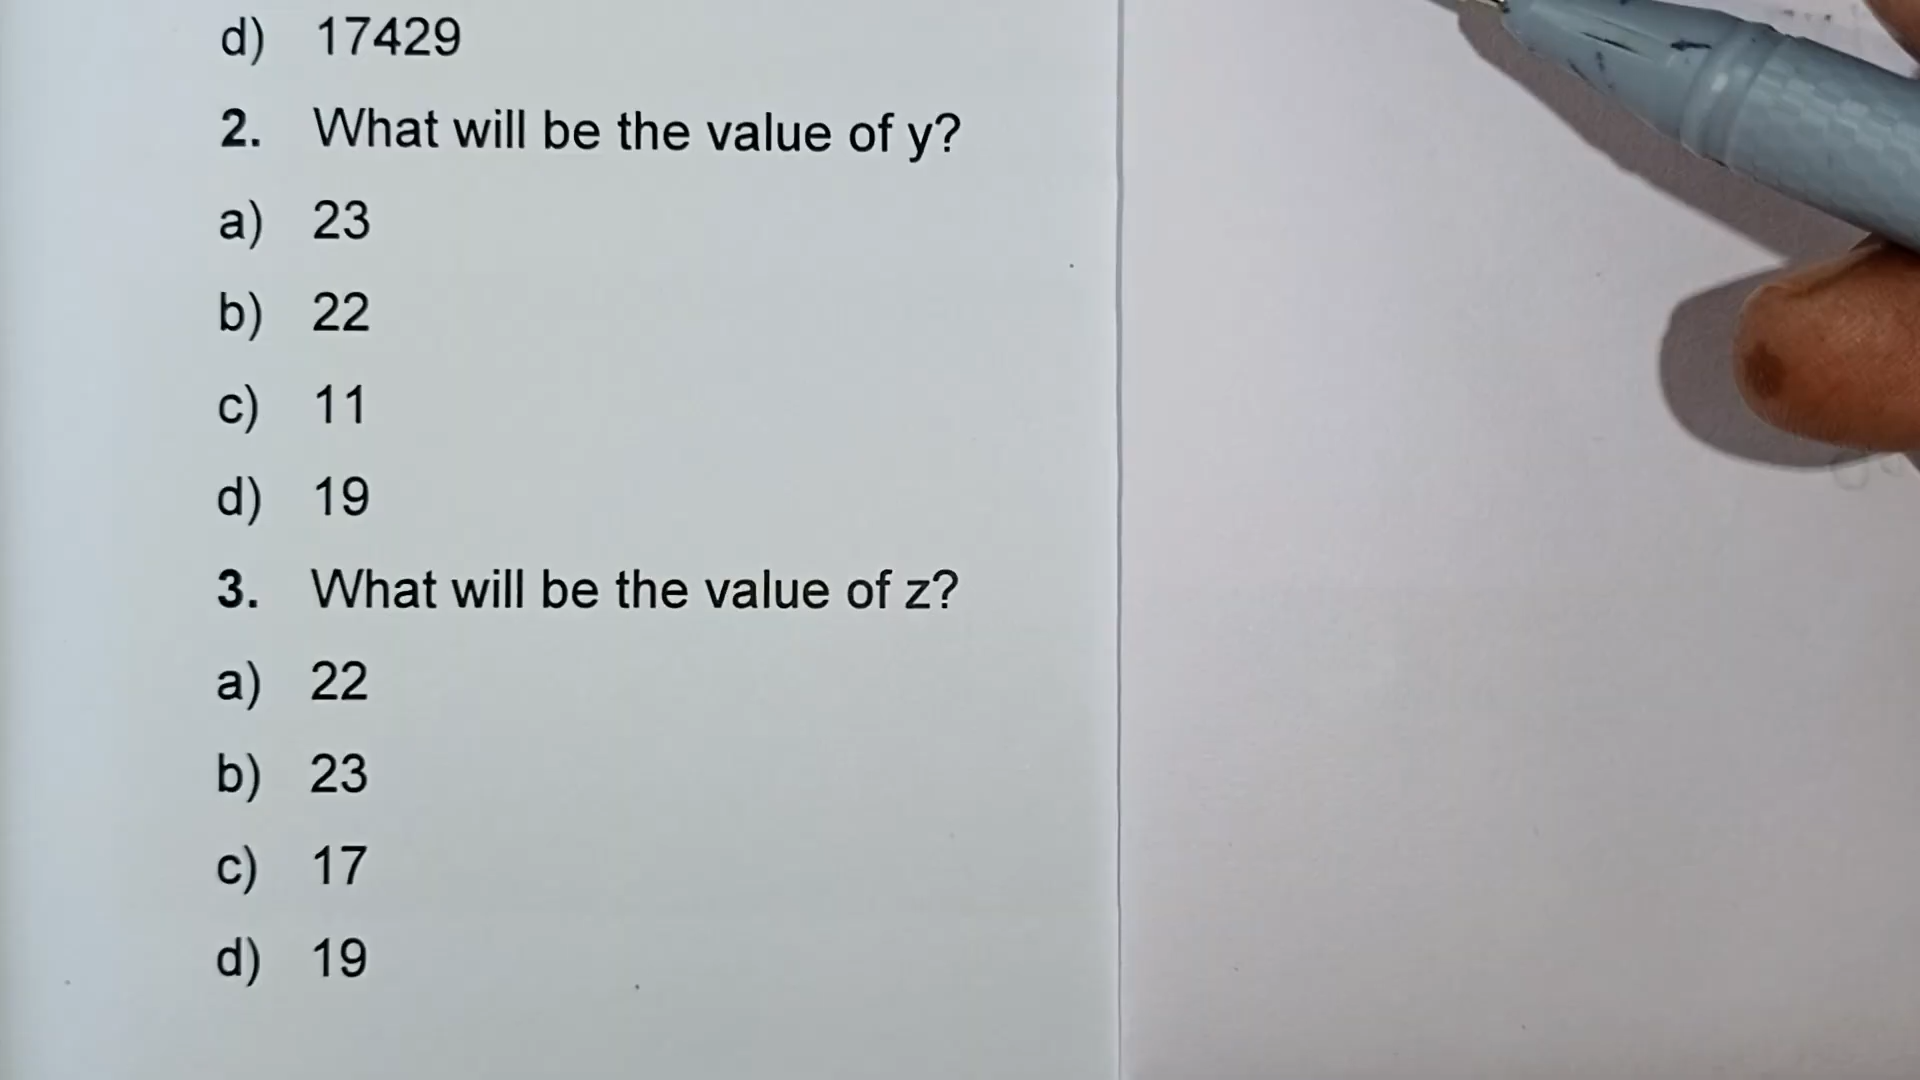 d) 17429
2. What will be the value of y?
a) 23
b) 22
c) 11
d) 19
3. What will be the value of z?
a) 22
b) 23
c) 17
d) 19